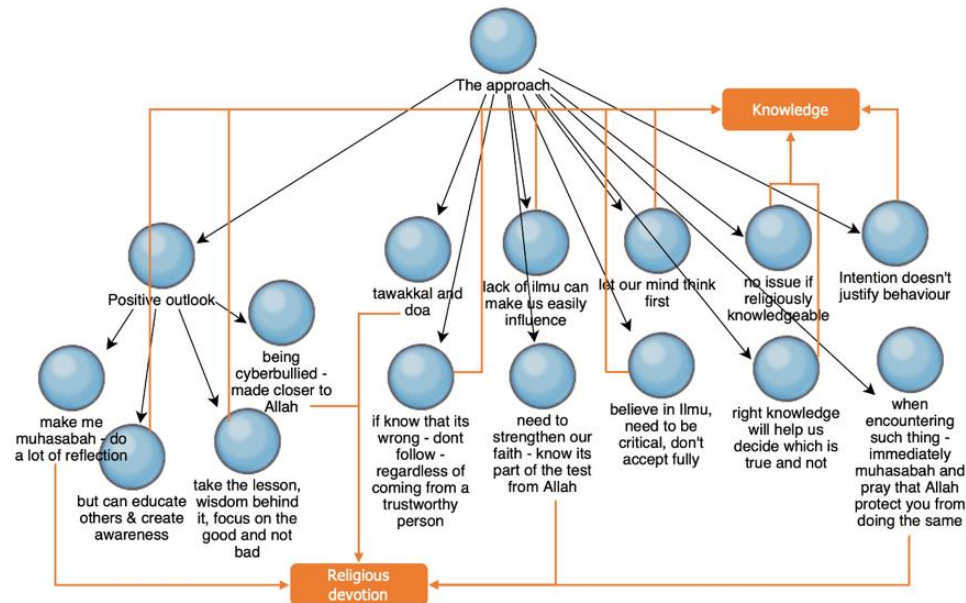 The approach
Knowledge
Positive outlook
tawakkal and
doa
lack of ilmu can
make us easily
influence
let our mind think
first
no issue if
religiously
knowledgeable
Intention doesn't
justify behaviour
being
cyberbullied -
made closer to
Allah
make me
muhasabah - do
a lot of reflection
but can educate
others & create
awareness
take the lesson,
wisdom behind
it, focus on the
good and not
bad
if know that its
wrong - dont
follow -
regardless of
coming from a
trustworthy
person
need to
strengthen our
faith - know its
part of the test
from Allah
believe in Ilmu,
need to be
critical, don't
accept fully
right knowledge
will help us
decide which is
true and not
when
encountering
such thing -
immediately
muhasabah and
pray that Allah
protect you from
doing the same
Religious
devotion